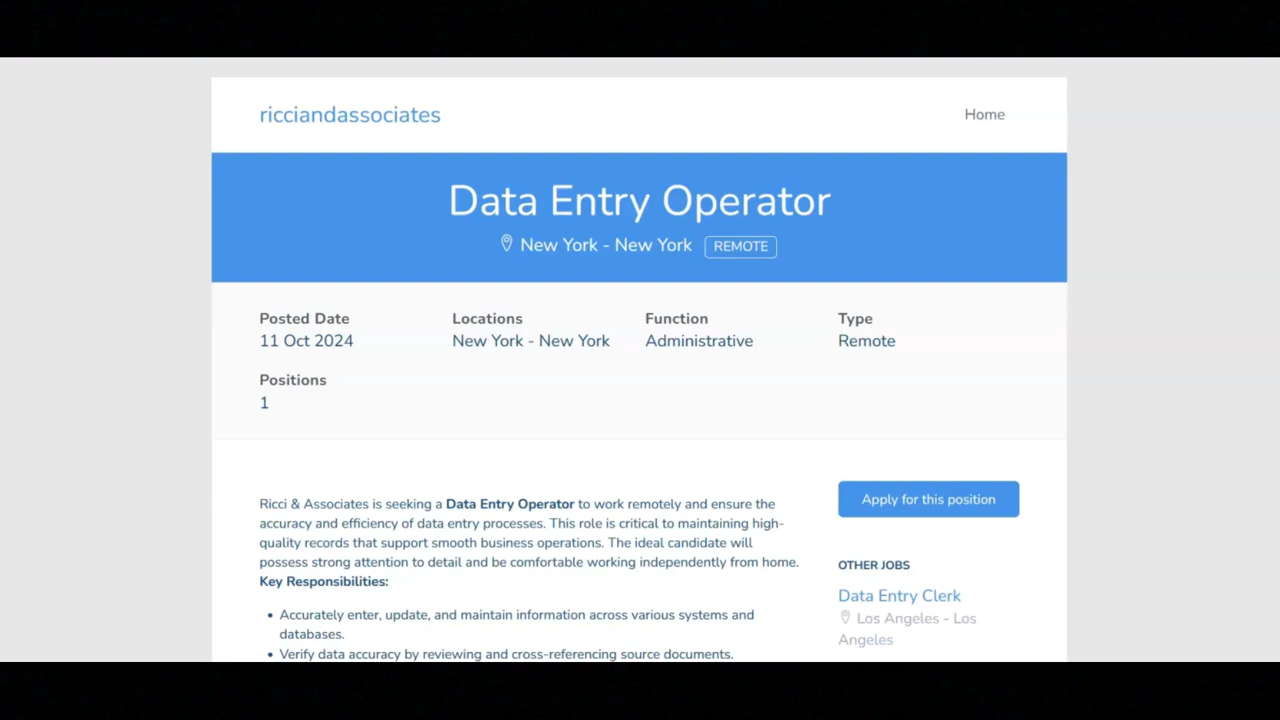 ricciandassociates
Home
Data Entry Operator
New York - New York REMOTE
Posted Date
11 Oct 2024
Locations
New York - New York
Function
Administrative
Type
Remote
Positions
1
Ricci & Associates is seeking a Data Entry Operator to work remotely and ensure the
accuracy and efficiency of data entry processes. This role is critical to maintaining high-
quality records that support smooth business operations. The ideal candidate will
possess strong attention to detail and be comfortable working independently from home.
Key Responsibilities:
• Accurately enter, update, and maintain information across various systems and
databases.
• Verify data accuracy by reviewing and cross-referencing source documents.
Apply for this position
OTHER JOBS
Data Entry Clerk
Los Angeles - Los
Angeles